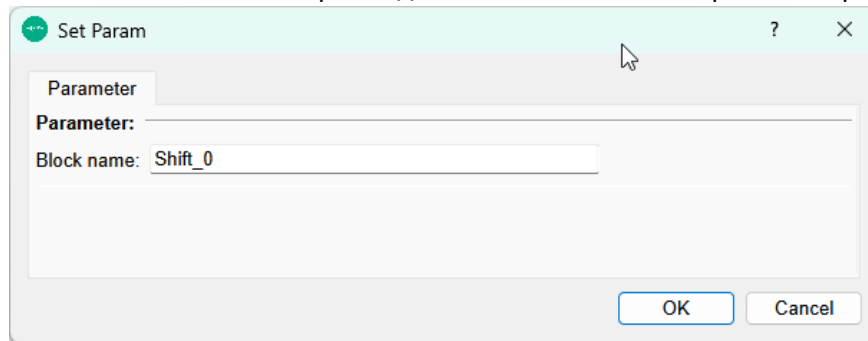 Set Param ?
Parameter
Parameter:
Block name: Shift_0
OK Cancel